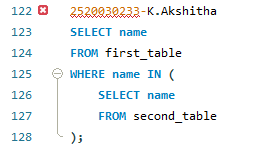 122 2520030233-K.Akshitha
123 SELECT name
124 FROM first_table
125 WHERE name IN (
126 SELECT name
127 FROM second_table
128 );